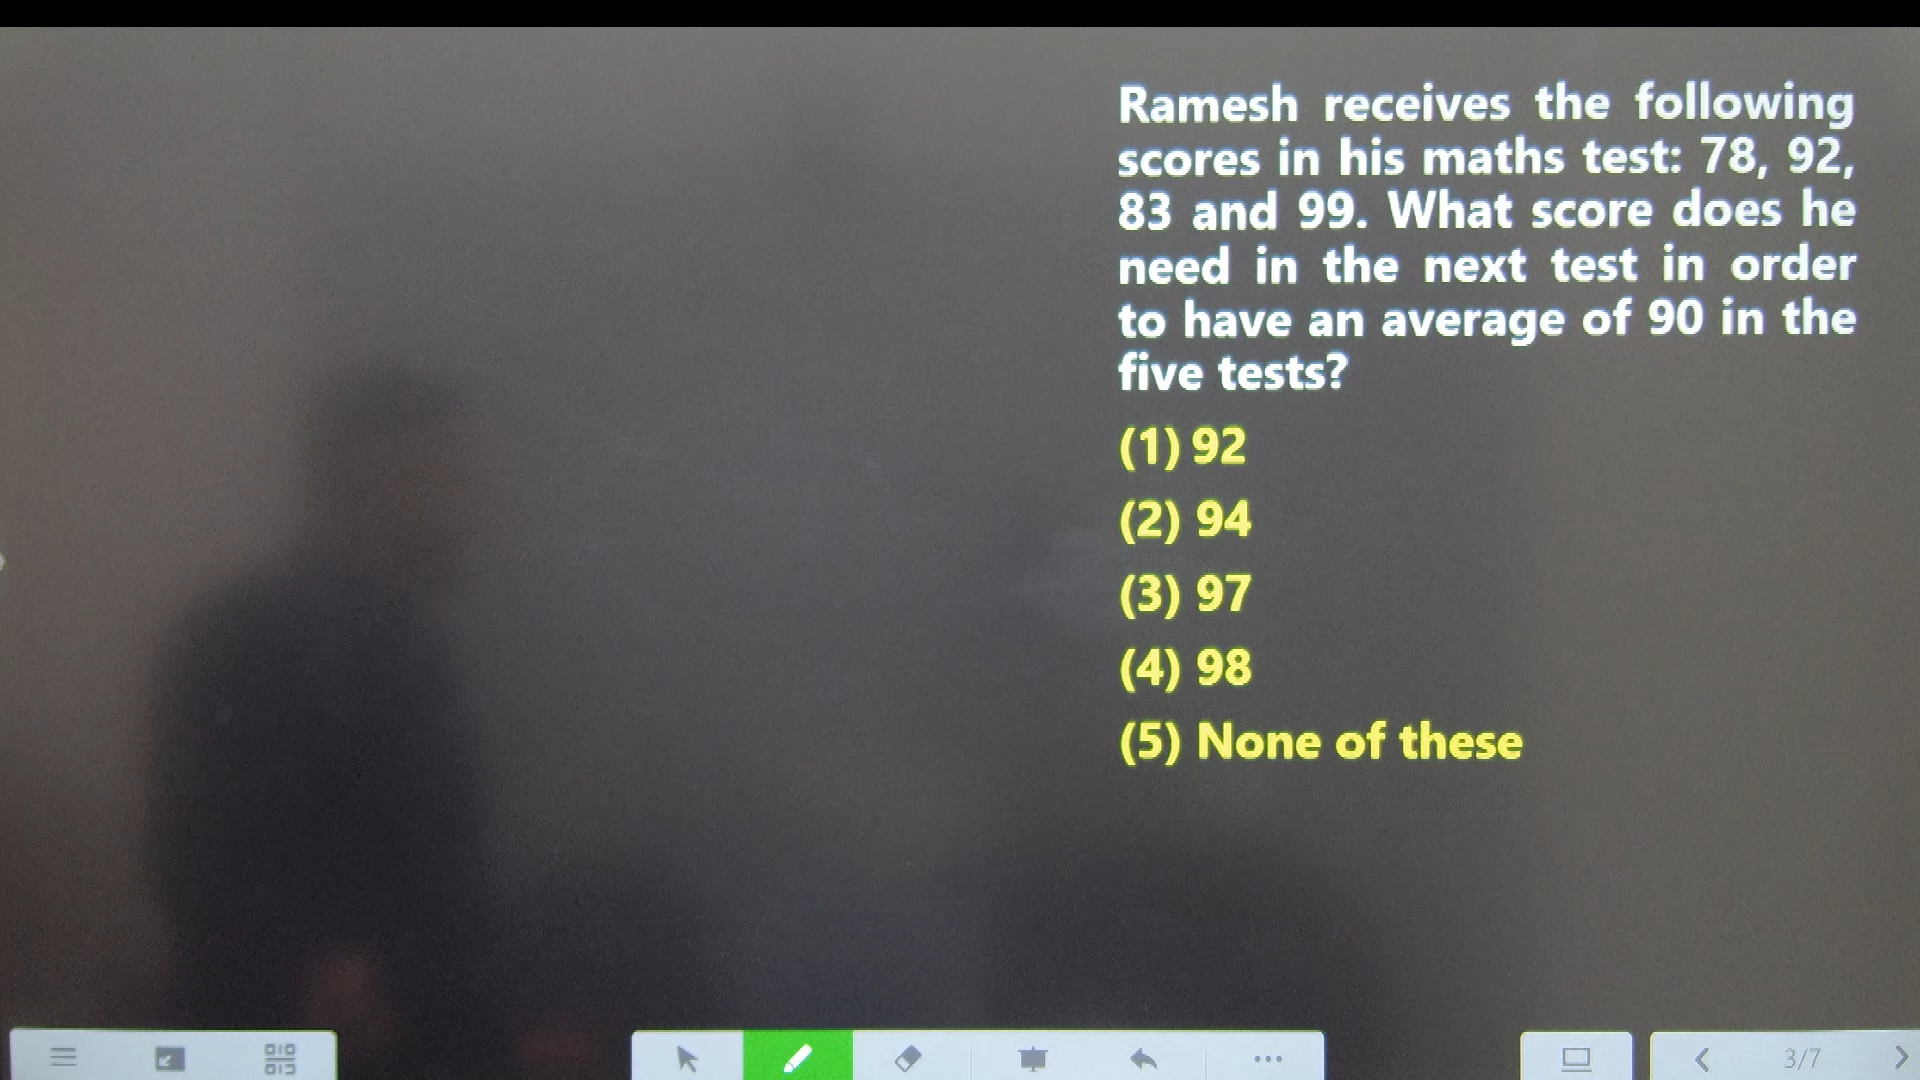 Ramesh receives the following
scores in his maths test: 78, 92,
83 and 99. What score does he
need in the next test in order
to have an average of 90 in the
five tests?
(1) 92
(2) 94
(3) 97
(4) 98
(5) None of these
3/7